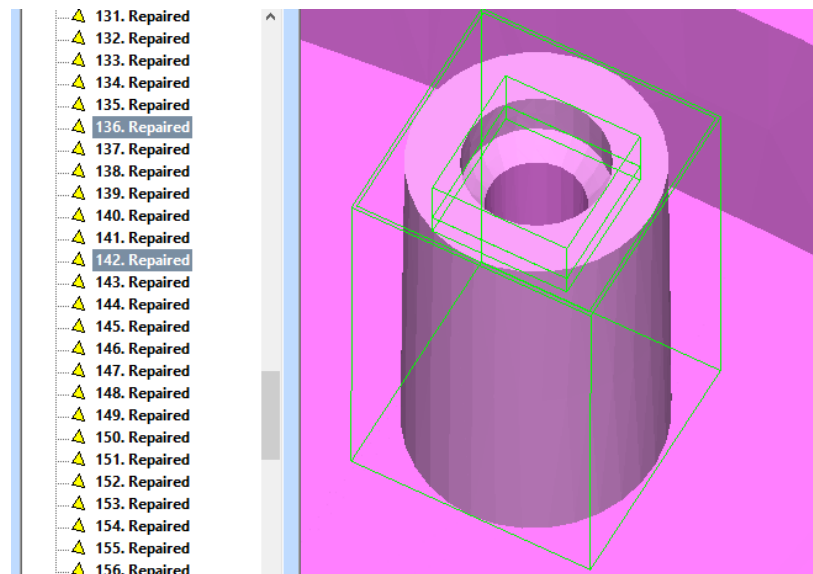 131. Repaired
132. Repaired
133. Repaired
134. Repaired
135. Repaired
136. Repaired
137. Repaired
138. Repaired
139. Repaired
140. Repaired
141. Repaired
142. Repaired
143. Repaired
144. Repaired
145. Repaired
146. Repaired
147. Repaired
148. Repaired
149. Repaired
150. Repaired
151. Repaired
152. Repaired
153. Repaired
154. Repaired
155. Repaired
156. Repaired